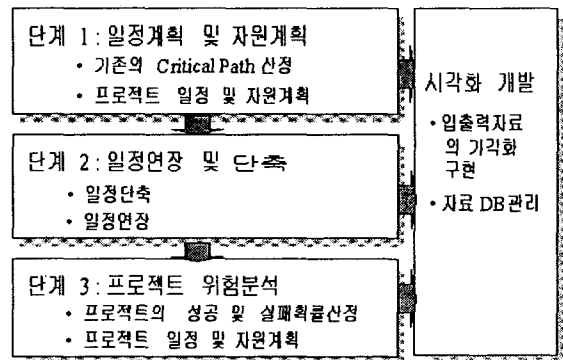 단계 1 : 일정계획 및 자원계획
• 기존의 Critical Path 산정
• 프로젝트 일정 및 자원계획
단계 2 : 일정연장 및 단축
• 일정단축
• 일정연장
단계 3 : 프로젝트 위험분석
• 프로젝트의 성공 및 실패확률산정
• 프로젝트 일정 및 자원계획
시각화 개발
• 입출력자료
의 가각화
구현
• 자료 DB관리